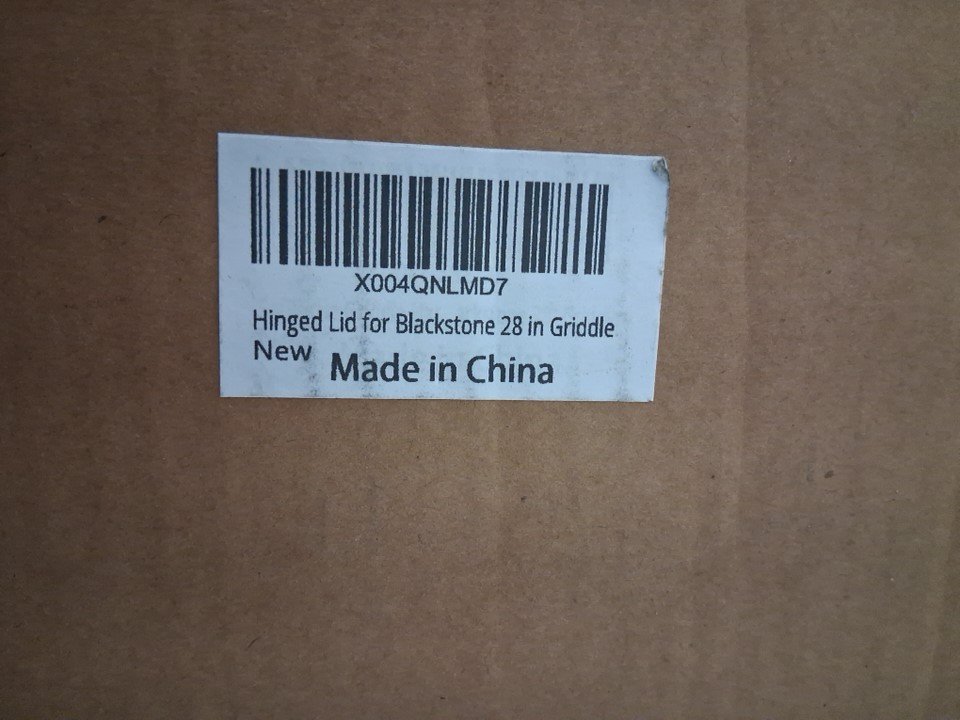 X004QNLMD7
Hinged Lid for Blackstone 28 in Griddle
New
Made in China